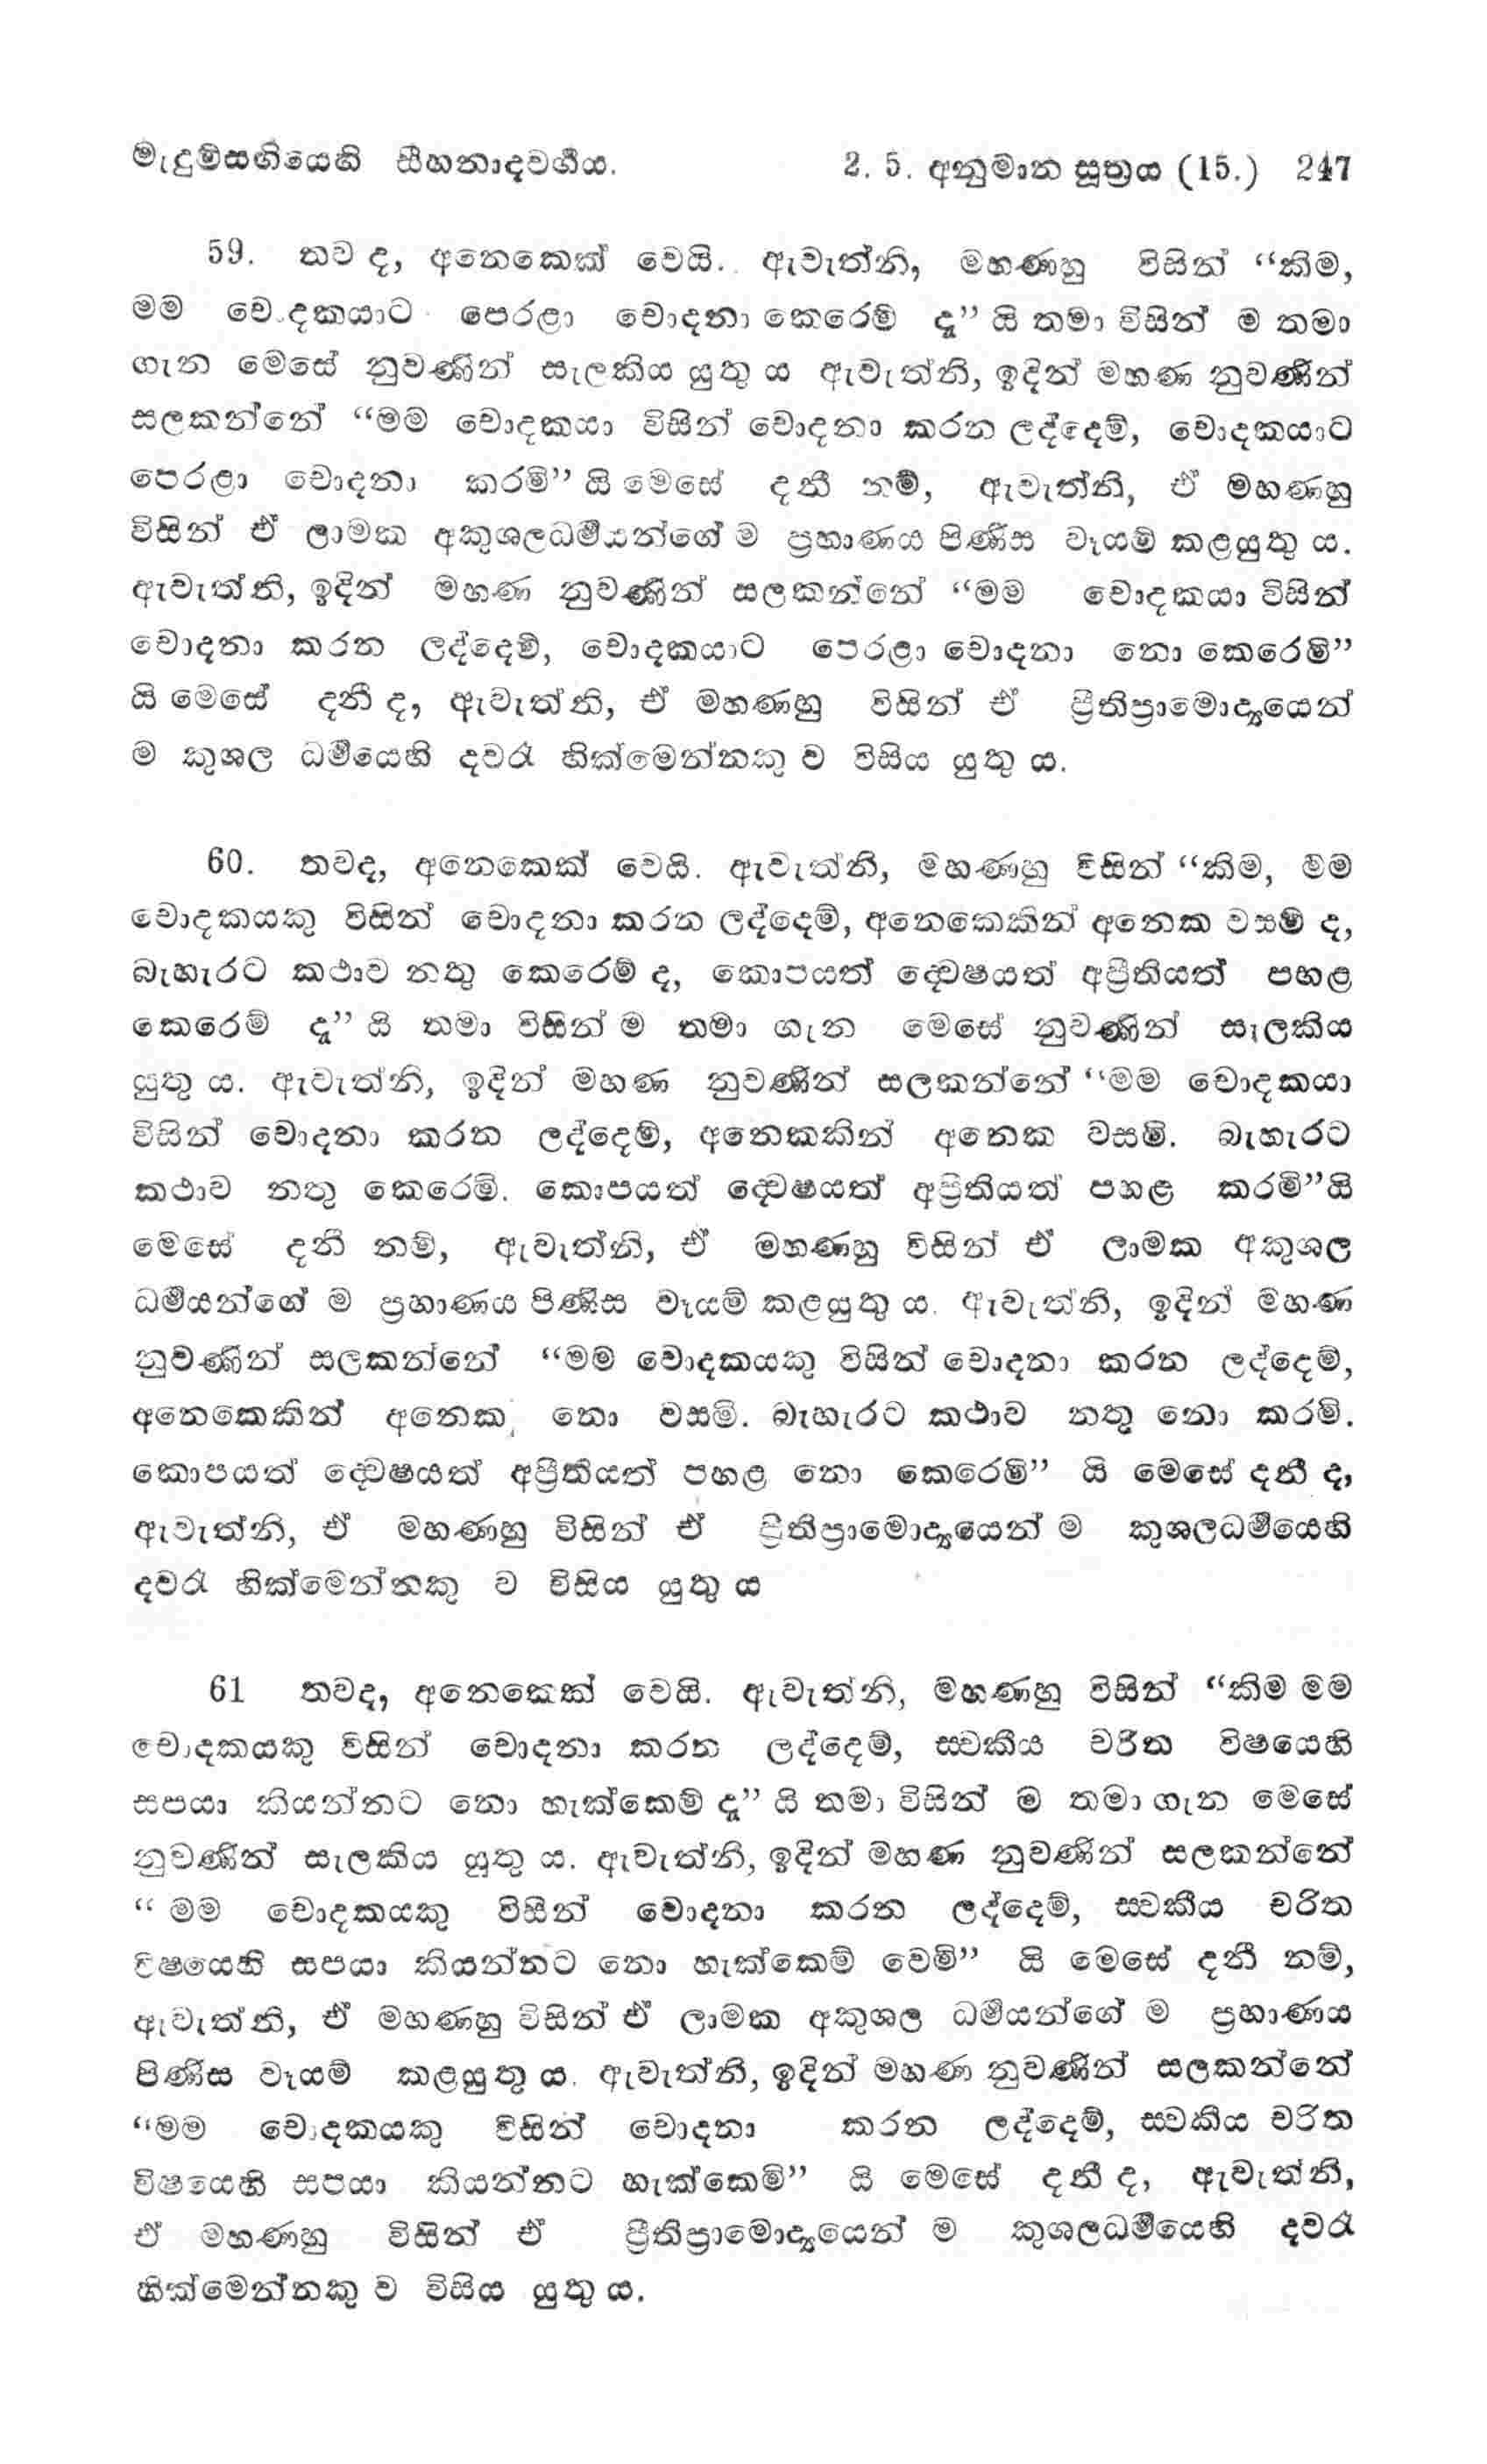 මැදුම්සඟියෙහි සීහනාදවර්‍ගය. 2. 5. අනුමාන සූත්‍රය (15.) 247
59. තව ද, අනෙකෙක් වෙයි. ඇවැත්නි, මහණහු විසින් “කිම,
මම චොදකයාට පෙරළා චොදනා කෙරෙම් දැ” යි තමා විසින් ම තමා
ගැන මෙසේ නුවණින් සැලකිය යුතු ය ඇවැත්නි, ඉදින් මහණ නුවණින්
සලකන්නේ “මම චොදකයා විසින් චොදනා කරන ලද්දෙම්, චොදකයාට
පෙරළා චොදනා කරමි” යි මෙසේ දනී නම්, ඇවැත්නි, ඒ මහණහු
විසින් ඒ ලාමක අකුශලධර්‍මයන්ගේ ම ප්‍රහාණය පිණිස වෑයම් කළයුතු ය.
ඇවැත්නි, ඉදින් මහණ නුවණින් සලකන්නේ “මම චොදකයා විසින්
චොදනා කරන ලද්දෙම්, චොදකයාට පෙරළා චොදනා නො කෙරෙමි”
යි මෙසේ දනී ද, ඇවැත්නි, ඒ මහණහු විසින් ඒ ප්‍රීතිප්‍රාමොද්‍යයෙන්
ම කුශල ධර්‍මයෙහි දවරෑ හික්මෙන්නකු ව විසිය යුතු ය.
60. තවද, අනෙකෙක් වෙයි. ඇවැත්නි, මහණහු විසින් “කිම, මම
චොදකයකු විසින් චොදනා කරන ලද්දෙම්, අනෙකෙකින් අනෙක වසම් ද,
බැහැරට කථාව නතු කෙරෙම් ද, කොපයත් ද්වෙෂයත් අප්‍රීතියත් පහළ
කෙරෙම් දැ” යි තමා විසින් ම තමා ගැන මෙසේ නුවණින් සැලකිය
යුතු ය. ඇවැත්නි, ඉදින් මහණ නුවණින් සලකන්නේ “මම චොදකයා
විසින් චොදනා කරන ලද්දෙම්, අනෙකකින් අනෙක වසමි. බැහැරට
කථාව නතු කෙරෙමි. කොපයත් ද්වෙෂයත් අප්‍රීතියත් පහළ කරමි”යි
මෙසේ දනී නම්, ඇවැත්නි, ඒ මහණහු විසින් ඒ ලාමක අකුශල
ධර්‍මයන්ගේ ම ප්‍රහාණය පිණිස වෑයම් කළයුතු ය. ඇවැත්නි, ඉදින් මහණ
නුවණින් සලකන්නේ “මම චොදකයකු විසින් චොදනා කරන ලද්දෙම්,
අනෙකෙකින් අනෙක නො වසමි. බැහැරට කථාව නතු නො කරමි.
කොපයත් ද්වෙෂයත් අප්‍රීතියත් පහළ නො කෙරෙමි” යි මෙසේ දනී ද,
ඇවැත්නි, ඒ මහණහු විසින් ඒ ප්‍රීතිප්‍රාමොද්‍යයෙන් ම කුශලධර්‍මයෙහි
දවරෑ හික්මෙන්නකු ව විසිය යුතු ය
61 තවද, අනෙකෙක් වෙයි. ඇවැත්නි, මහණහු විසින් “කිම මම
චොදකයකු විසින් චොදනා කරන ලද්දෙම්, ස්වකීය චරිත විෂයෙහි
සපයා කියන්නට නො හැක්කෙම් දැ” යි තමා විසින් ම තමා ගැන මෙසේ
නුවණින් සැලකිය යුතු ය. ඇවැත්නි, ඉදින් මහණ නුවණින් සලකන්නේ
“ මම චොදකයකු විසින් චොදනා කරන ලද්දෙම්, ස්වකීය චරිත
විෂයෙහි සපයා කියන්නට නො හැක්කෙම් වෙමි” යි මෙසේ දනී නම්,
ඇවැත්නි, ඒ මහණහු විසින් ඒ ලාමක අකුශල ධර්‍මයන්ගේ ම ප්‍රහාණය
පිණිස වෑයම් කළයුතු ය. ඇවැත්නි, ඉදින් මහණ නුවණින් සලකන්නේ
“මම චොදකයකු විසින් චොදනා කරන ලද්දෙම්, ස්වකීය චරිත
විෂයෙහි සපයා කියන්නට හැක්කෙමි” යි මෙසේ දනී ද, ඇවැත්නි,
ඒ මහණහු විසින් ඒ ප්‍රීතිප්‍රාමොද්‍යයෙන් ම කුශලධර්‍මයෙහි දවරෑ
හික්මෙන්නකු ව විසිය යුතු ය.